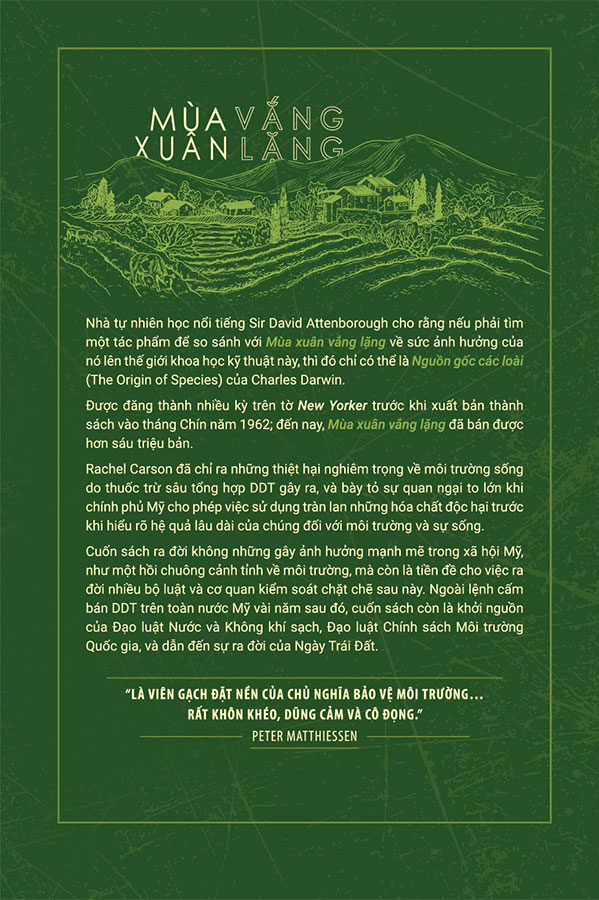 MÙA VẮNG
XUÂN LẶNG
Nhà tự nhiên học nổi tiếng Sir David Attenborough cho rằng nếu phải tìm
một tác phẩm để so sánh với Mùa xuân vắng lặng về sức ảnh hưởng của
nó lên thế giới khoa học kỹ thuật này, thì đó chỉ có thể là Nguồn gốc các loài
(The Origin of Species) của Charles Darwin.
Được đăng thành nhiều kỳ trên tờ New Yorker trước khi xuất bản thành
sách vào tháng Chín năm 1962; đến nay, Mùa xuân vắng lặng đã bán được
hơn sáu triệu bản.
Rachel Carson đã chỉ ra những thiệt hại nghiêm trọng về môi trường sống
do thuốc trừ sâu tổng hợp DDT gây ra, và bày tỏ sự quan ngại to lớn khi
chính phủ Mỹ cho phép việc sử dụng tràn lan những hóa chất độc hại trước
khi hiểu rõ hệ quả lâu dài của chúng đối với môi trường và sự sống.
Cuốn sách ra đời không những gây ảnh hưởng mạnh mẽ trong xã hội Mỹ,
như một hồi chuông cảnh tỉnh về môi trường, mà còn là tiền đề cho việc ra
đời nhiều bộ luật và cơ quan kiểm soát chặt chẽ sau này. Ngoài lệnh cấm
bán DDT trên toàn nước Mỹ vài năm sau đó, cuốn sách còn là khởi nguồn
của Đạo luật Nước và Không khí sạch, Đạo luật Chính sách Môi trường
Quốc gia, và dẫn đến sự ra đời của Ngày Trái Đất.
“LÀ VIÊN GẠCH ĐẶT NỀN CỦA CHỦ NGHĨA BẢO VỆ MÔI TRƯỜNG...
RẤT KHÔN KHÉO, DŨNG CẢM VÀ CÔ ĐỌNG.”
PETER MATTHIESSEN